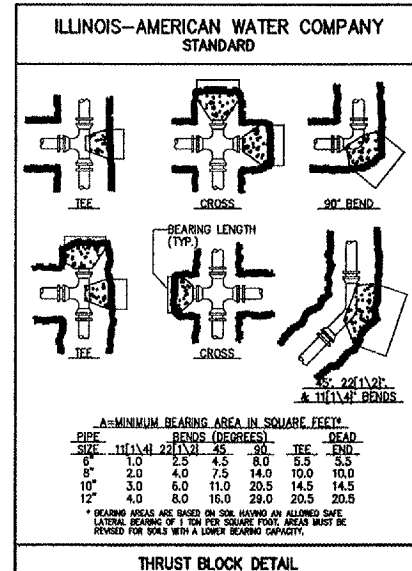 ILLINOIS-AMERICAN WATER COMPANY
STANDARD
TEE
CROSS
90° BEND
BEARING LENGTH
(TYP.)
TEE
CROSS
45°, 22[1\2]°,
& 11[1\4]° BENDS
A=MINIMUM BEARING AREA IN SQUARE FEET*
PIPE BENDS (DEGREES) DEAD
SIZE 11[1\4] 22[1\2] 45 90 TEE END
6" 1.0 2.5 4.5 8.0 5.5 5.5
8" 2.0 4.0 7.5 14.0 10.0 10.0
10" 3.0 6.0 11.0 20.5 14.5 14.5
12" 4.0 8.0 16.0 29.0 20.5 20.5
* BEARING AREAS ARE BASED ON SOIL HAVING AN ALLOWED SAFE
LATERAL BEARING OF 1 TON PER SQUARE FOOT. AREAS MUST BE
REVISED FOR SOILS WITH A LOWER BEARING CAPACITY.
THRUST BLOCK DETAIL